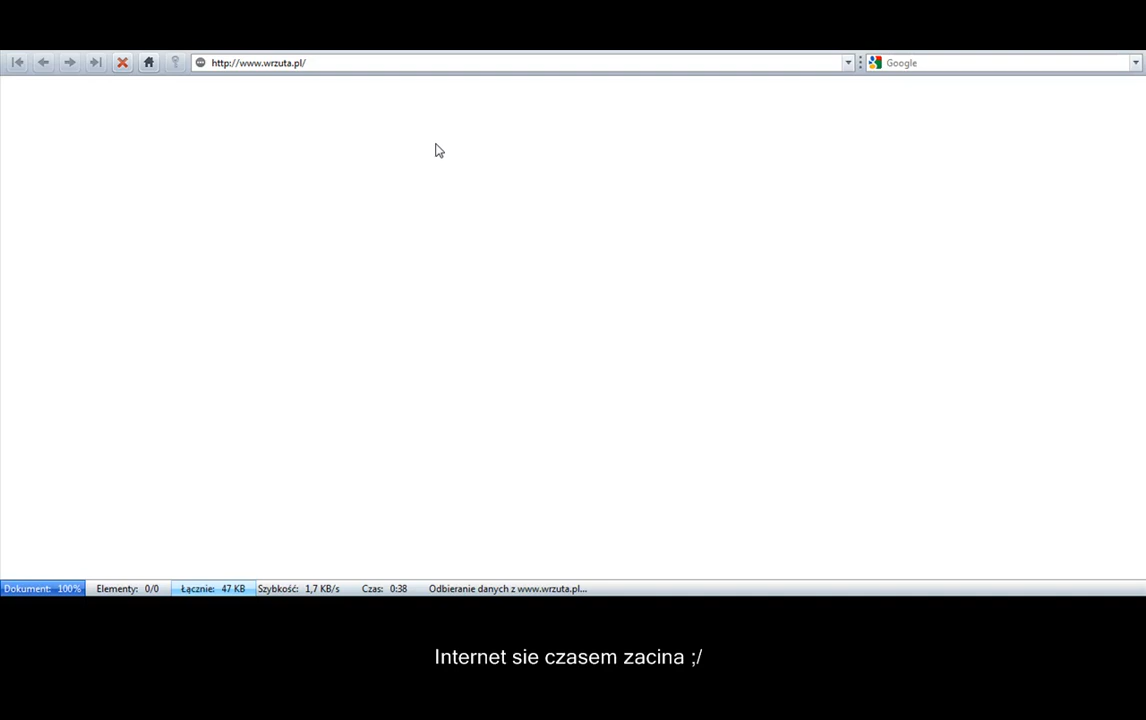 http://www.wrzuta.pl/ Google
Dokument: 100% Elementy: 0/0 Łącznie: 47 KB Szybkość: 1,7 KB/s Czas: 0:38 Odbieranie danych z www.wrzuta.pl...
Internet sie czasem zacina ;/